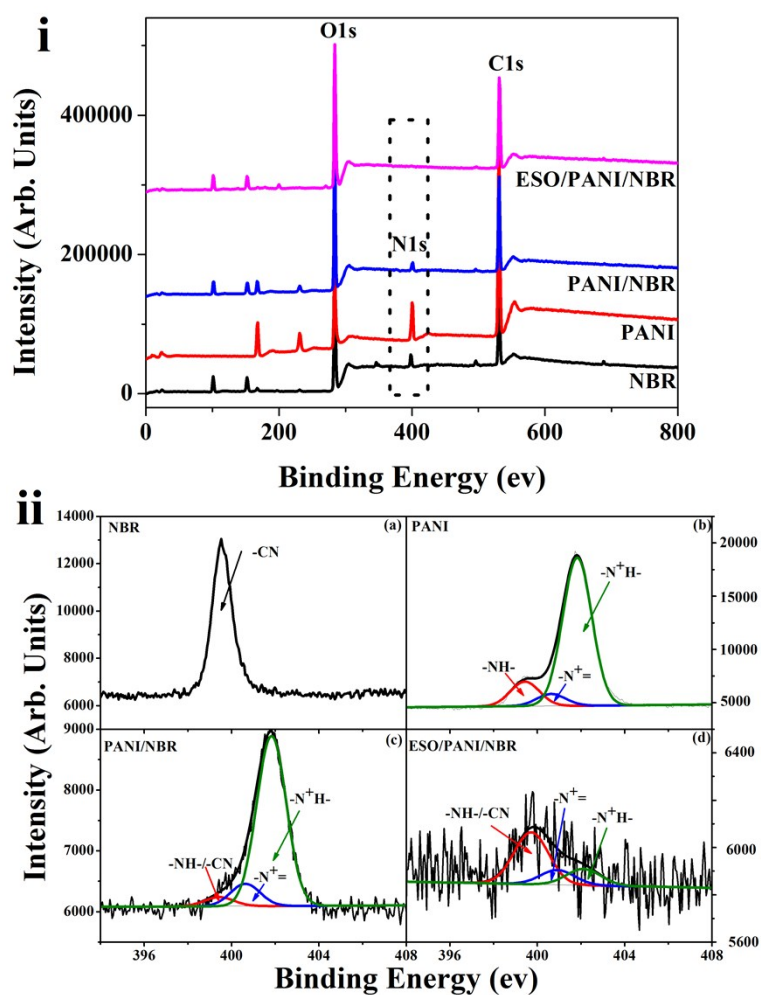 i
O1s
C1s
400000
ESO/PANI/NBR
200000
N1s
PANI/NBR
PANI
0
NBR
Intensity (Arb. Units)
0 200 400 600 800
Binding Energy (ev)
ii
14000
NBR
(a)
-CN
12000
10000
8000
6000
PANI
(b)
20000
-N+H-
15000
-NH-
-N+=
10000
5000
9000
PANI/NBR
(c)
8000
-N+H-
7000
-NH-/-CN
-N+=
6000
ESO/PANI/NBR
(d)
6400
-N+=
-NH-/-CN
-N+H-
6000
5600
Intensity (Arb. Units)
396 400 404 408 396 400 404 408
Binding Energy (ev)